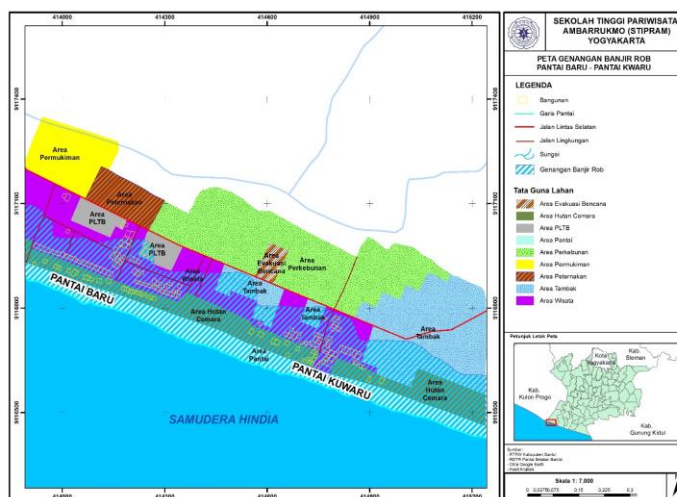 SEKOLAH TINGGI PARIWISATA
AMBARRUKMO (STIPRAM)
YOGYAKARTA
PETA GENANGAN BANJIR ROB
PANTAI BARU - PANTAI KWARU
LEGENDA
Bangunan
Garis Pantai
Jalan Lintas Selatan
Jalan Lingkungan
Sungai
Genangan Banjir Rob
Tata Guna Lahan
Area Evakuasi Bencana
Area Hutan Cemara
Area PLTB
Area Pantai
Area Perkebunan
Area Permukiman
Area Peternakan
Area Tambak
Area Wisata
Petunjuk Letak Peta
Kota
Yogyakarta
Kab.
Sleman
Kab.
Kulon Progo
Kab.
Gunung Kidul
Sumber:
Skala 1: 7.000
414000
414300
414600
414900
415200
Area
Permukiman
Area
Peternakan
Area
PLTB
Area
PLTB
Area
Evakuasi
Bencana
Area
Perkebunan
Area
Wisata
Area
Tambak
Area
Tambak
Area
Tambak
Area Hutan
Cemara
Area
Pantai
Area
Hutan
Cemara
PANTAI BARU
PANTAI KUWARU
SAMUDERA HINDIA